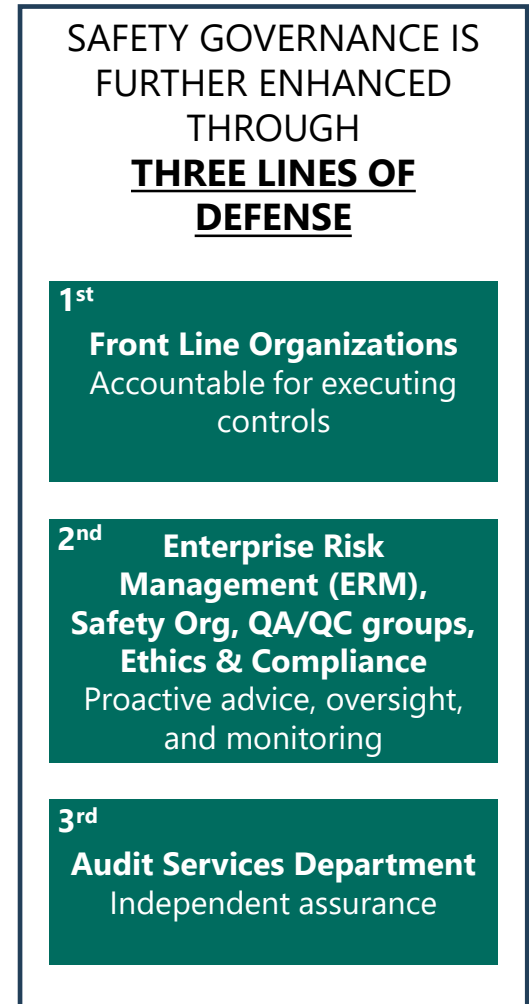 SAFETY GOVERNANCE IS
FURTHER ENHANCED
THROUGH
THREE LINES OF
DEFENSE
1st
Front Line Organizations
Accountable for executing
controls
2nd
Enterprise Risk
Management (ERM),
Safety Org, QA/QC groups,
Ethics & Compliance
Proactive advice, oversight,
and monitoring
3rd
Audit Services Department
Independent assurance